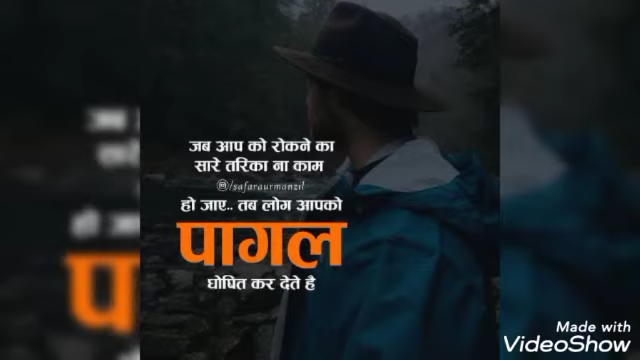 जब आप को रोकने का
सारे तरिका ना काम
@/safaraurmanzil
हो जाए.. तब लोग आपको
पागल
घोषित कर देते है
Made with
VideoShow